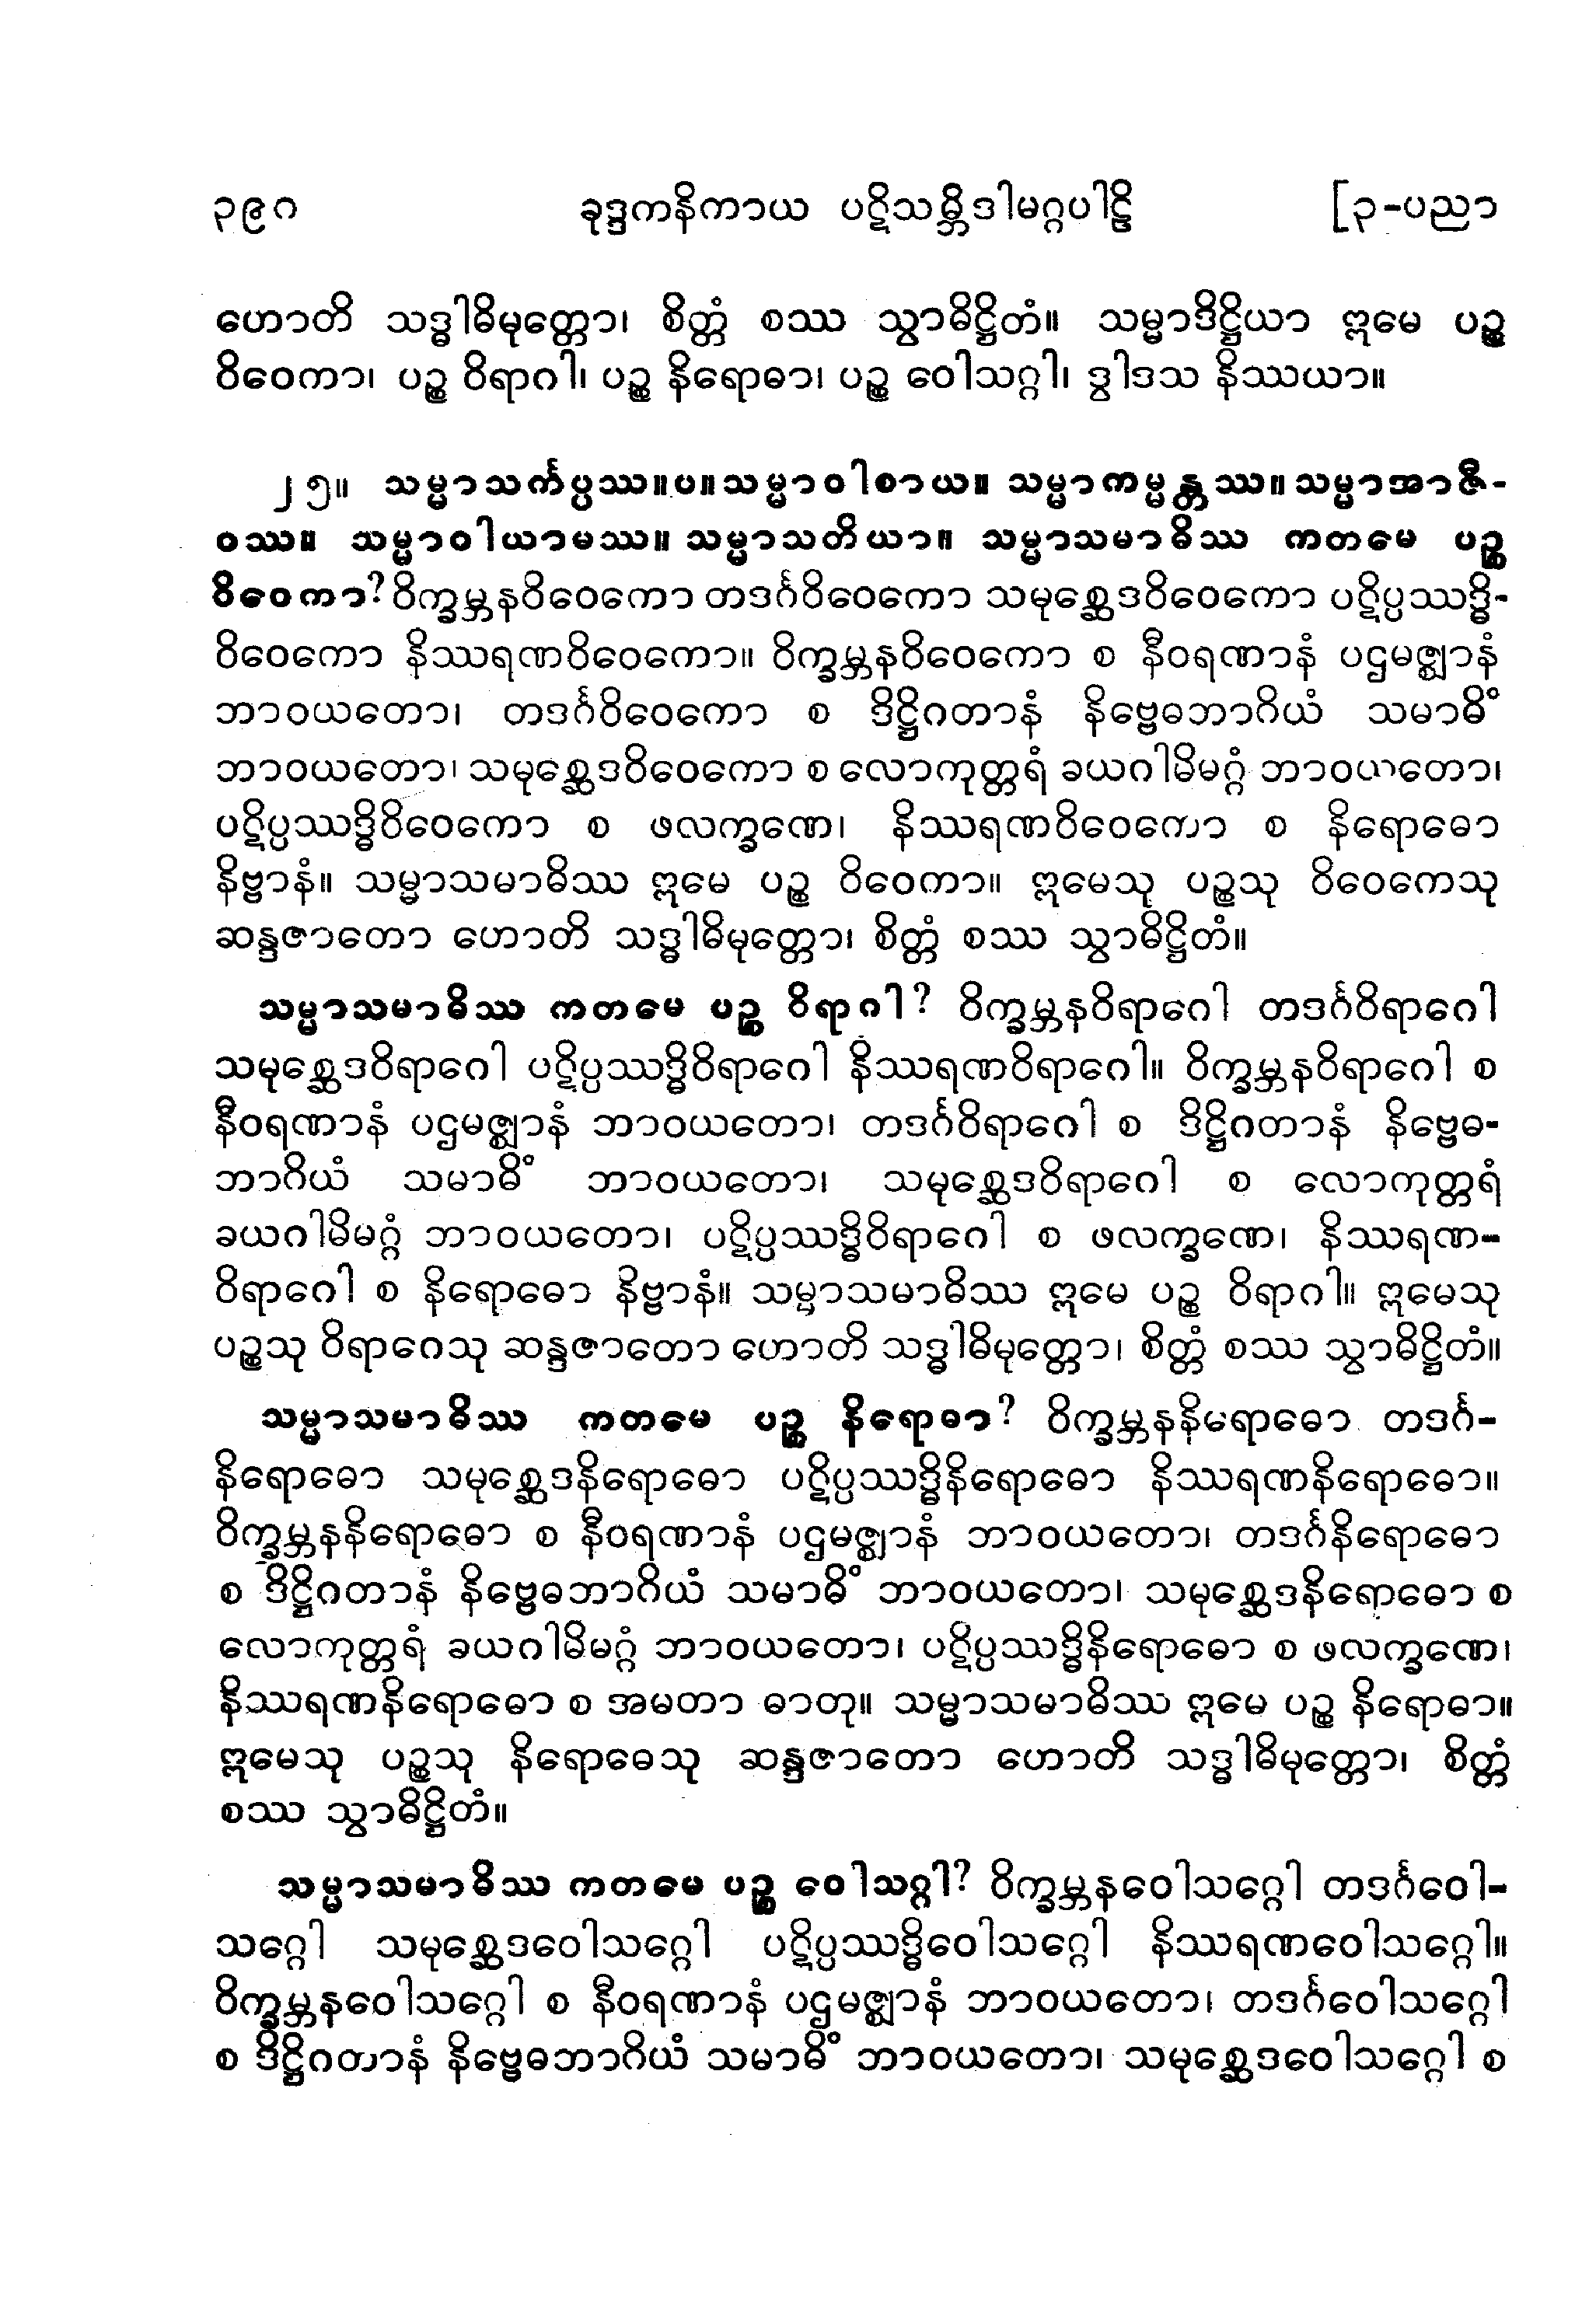 ၃၉ဂ ခုဒ္ဒကနိကာယ ပဋိသမ္ဘိဒါမဂ္ဂပါဠိ [၃-ပညာ
ဟောတိ သဒ္ဓါဓိမုတ္တော၊ စိတ္တံ စဿ သွာဓိဋ္ဌိတံ။ သမ္မာဒိဋ္ဌိယာ ဣမေ ပဉ္စ
ဝိဝေကာ၊ ပဉ္စ ဝိရာဂါ၊ ပဉ္စ နိရောဓာ၊ ပဉ္စ ဝေါသဂ္ဂါ၊ ဒွါဒသ နိဿယာ။
၂၅။ သမ္မာသင်္ကပ္ပဿ။ပ။သမ္မာဝါစာယ။ သမ္မာကမ္မန္တဿ။ သမ္မာအာဇီ-
ဝဿ။ သမ္မာဝါယာမဿ။ သမ္မာသတိယာ။ သမ္မာသမာဓိဿ ကတမေ ပဉ္စ
ဝိဝေကာ? ဝိက္ခမ္ဘနဝိဝေကော တဒင်္ဂဝိဝေကော သမုစ္ဆေဒဝိဝေကော ပဋိပ္ပဿဒ္ဓိ-
ဝိဝေကော နိဿရဏဝိဝေကော။ ဝိက္ခမ္ဘနဝိဝေကော စ နီဝရဏာနံ ပဌမဇ္ဈာနံ
ဘာဝယတော၊ တဒင်္ဂဝိဝေကော စ ဒိဋ္ဌိဂတာနံ နိဗ္ဗေဓဘာဂိယံ သမာဓိံ
ဘာဝယတော၊ သမုစ္ဆေဒဝိဝေကော စ လောကုတ္တရံ ခယဂါမိမဂ္ဂံ ဘာဝယတော၊
ပဋိပ္ပဿဒ္ဓိဝိဝေကော စ ဖလက္ခဏေ၊ နိဿရဏဝိဝေကော စ နိရောဓော
နိဗ္ဗာနံ။ သမ္မာသမာဓိဿ ဣမေ ပဉ္စ ဝိဝေကာ။ ဣမေသု ပဉ္စသု ဝိဝေကေသု
ဆန္ဒဇာတော ဟောတိ သဒ္ဓါဓိမုတ္တော၊ စိတ္တံ စဿ သွာဓိဋ္ဌိတံ။
သမ္မာသမာဓိဿ ကတမေ ပဉ္စ ဝိရာဂါ? ဝိက္ခမ္ဘနဝိရာဂေါ တဒင်္ဂဝိရာဂေါ
သမုစ္ဆေဒဝိရာဂေါ ပဋိပ္ပဿဒ္ဓိဝိရာဂေါ နိဿရဏဝိရာဂေါ။ ဝိက္ခမ္ဘနဝိရာဂေါ စ
နီဝရဏာနံ ပဌမဇ္ဈာနံ ဘာဝယတော၊ တဒင်္ဂဝိရာဂေါ စ ဒိဋ္ဌိဂတာနံ နိဗ္ဗေဓ-
ဘာဂိယံ သမာဓိံ ဘာဝယတော၊ သမုစ္ဆေဒဝိရာဂေါ စ လောကုတ္တရံ
ခယဂါမိမဂ္ဂံ ဘာဝယတော၊ ပဋိပ္ပဿဒ္ဓိဝိရာဂေါ စ ဖလက္ခဏေ၊ နိဿရဏ-
ဝိရာဂေါ စ နိရောဓော နိဗ္ဗာနံ။ သမ္မာသမာဓိဿ ဣမေ ပဉ္စ ဝိရာဂါ။ ဣမေသု
ပဉ္စသု ဝိရာဂေသု ဆန္ဒဇာတော ဟောတိ သဒ္ဓါဓိမုတ္တော၊ စိတ္တံ စဿ သွာဓိဋ္ဌိတံ။
သမ္မာသမာဓိဿ ကတမေ ပဉ္စ နိရောဓာ? ဝိက္ခမ္ဘနနိရောဓော တဒင်္ဂ-
နိရောဓော သမုစ္ဆေဒနိရောဓော ပဋိပ္ပဿဒ္ဓိနိရောဓော နိဿရဏနိရောဓော။
ဝိက္ခမ္ဘနနိရောဓော စ နီဝရဏာနံ ပဌမဇ္ဈာနံ ဘာဝယတော၊ တဒင်္ဂနိရောဓော
စ ဒိဋ္ဌိဂတာနံ နိဗ္ဗေဓဘာဂိယံ သမာဓိံ ဘာဝယတော၊ သမုစ္ဆေဒနိရောဓော စ
လောကုတ္တရံ ခယဂါမိမဂ္ဂံ ဘာဝယတော၊ ပဋိပ္ပဿဒ္ဓိနိရောဓော စ ဖလက္ခဏေ၊
နိဿရဏနိရောဓော စ အမတာ ဓာတု။ သမ္မာသမာဓိဿ ဣမေ ပဉ္စ နိရောဓာ။
ဣမေသု ပဉ္စသု နိရောဓေသု ဆန္ဒဇာတော ဟောတိ သဒ္ဓါဓိမုတ္တော၊ စိတ္တံ
စဿ သွာဓိဋ္ဌိတံ။
သမ္မာသမာဓိဿ ကတမေ ပဉ္စ ဝေါသဂ္ဂါ? ဝိက္ခမ္ဘနဝေါသဂ္ဂေါ တဒင်္ဂဝေါ-
သဂ္ဂေါ သမုစ္ဆေဒဝေါသဂ္ဂေါ ပဋိပ္ပဿဒ္ဓိဝေါသဂ္ဂေါ နိဿရဏဝေါသဂ္ဂေါ။
ဝိက္ခမ္ဘနဝေါသဂ္ဂေါ စ နီဝရဏာနံ ပဌမဇ္ဈာနံ ဘာဝယတော၊ တဒင်္ဂဝေါသဂ္ဂေါ
စ ဒိဋ္ဌိဂတာနံ နိဗ္ဗေဓဘာဂိယံ သမာဓိံ ဘာဝယတော၊ သမုစ္ဆေဒဝေါသဂ္ဂေါ စ